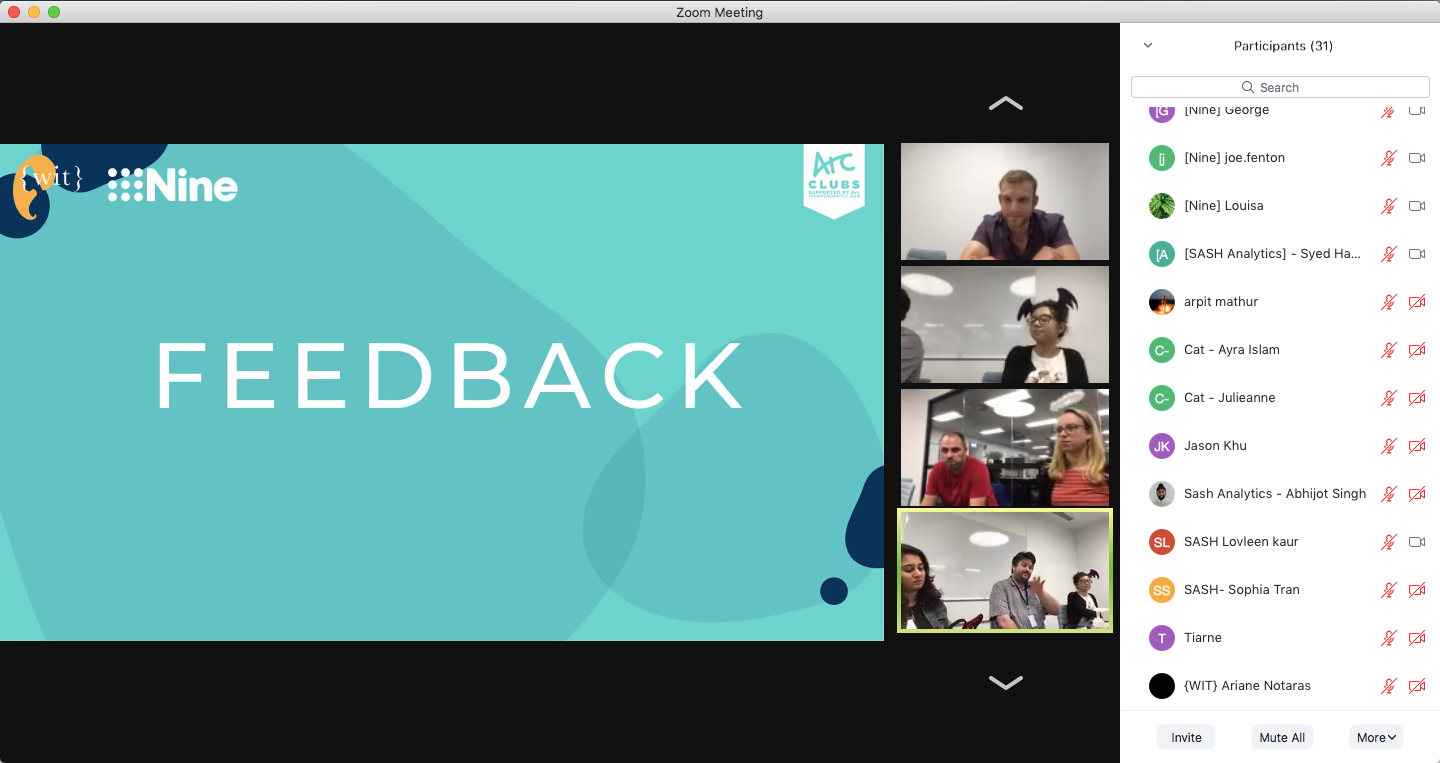 Zoom Meeting
Participants (31)
Search
{wit}
Nine
Arc
CLUBS
SUPPORTED BY Arc
INDEPENDENTLY RUN
FEEDBACK
[G
[Nine] George
[j
[Nine] joe.fenton
[Nine] Louisa
[A
[SASH Analytics] - Syed Ha...
arpit mathur
C-
Cat - Ayra Islam
C-
Cat - Julieanne
JK
Jason Khu
Sash Analytics - Abhijot Singh
SL
SASH Lovleen kaur
SS
SASH- Sophia Tran
T
Tiarne
{WIT} Ariane Notaras
Invite
Mute All
More